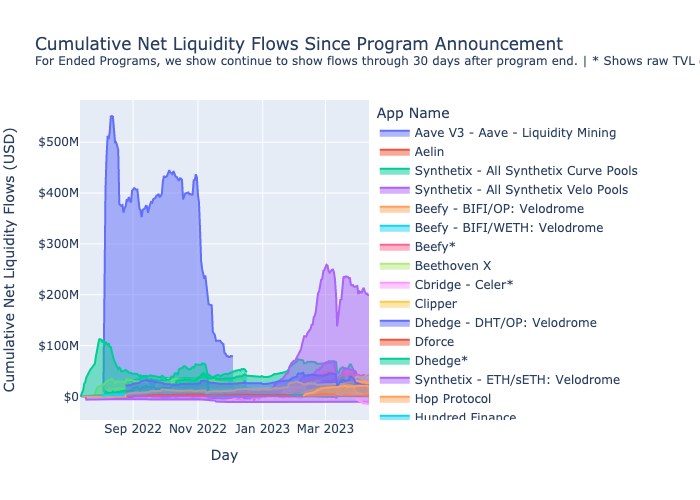 Cumulative Net Liquidity Flows Since Program Announcement
For Ended Programs, we show continue to show flows through 30 days after program end. | * Shows raw TVL
App Name
Cumulative Net Liquidity Flows (USD)
$500M
$400M
$300M
$200M
$100M
$0
Sep 2022 Nov 2022 Jan 2023 Mar 2023
Day
Aave V3 - Aave - Liquidity Mining
Aelin
Synthetix - All Synthetix Curve Pools
Synthetix - All Synthetix Velo Pools
Beefy - BIFI/OP: Velodrome
Beefy - BIFI/WETH: Velodrome
Beefy*
Beethoven X
Cbridge - Celer*
Clipper
Dhedge - DHT/OP: Velodrome
Dforce
Dhedge*
Synthetix - ETH/sETH: Velodrome
Hop Protocol
Hundred Finance